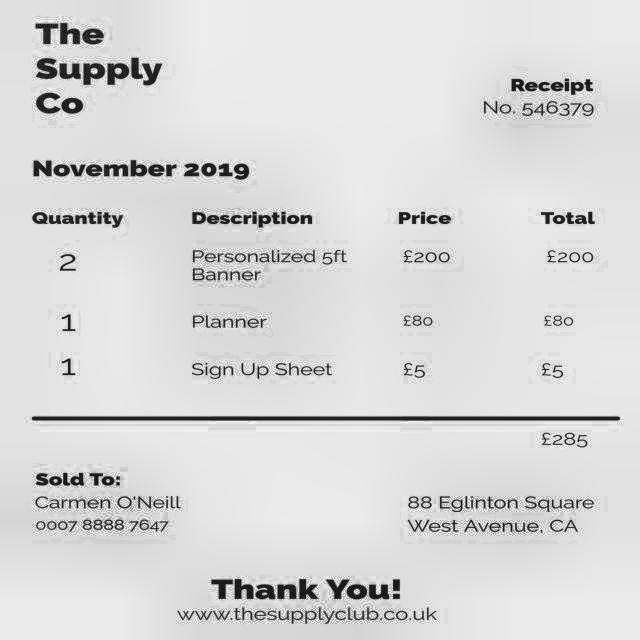 The
Supply
Co
Receipt
No. 546379
November 2019
Quantity Description Price Total
2 Personalized 5ft £200 £200
Banner
1 Planner £80 £80
1 Sign Up Sheet £5 £5
£285
Sold To:
Carmen O'Neill 88 Eglinton Square
0007 8888 7647 West Avenue, CA
Thank You!
www.thesupplyclub.co.uk